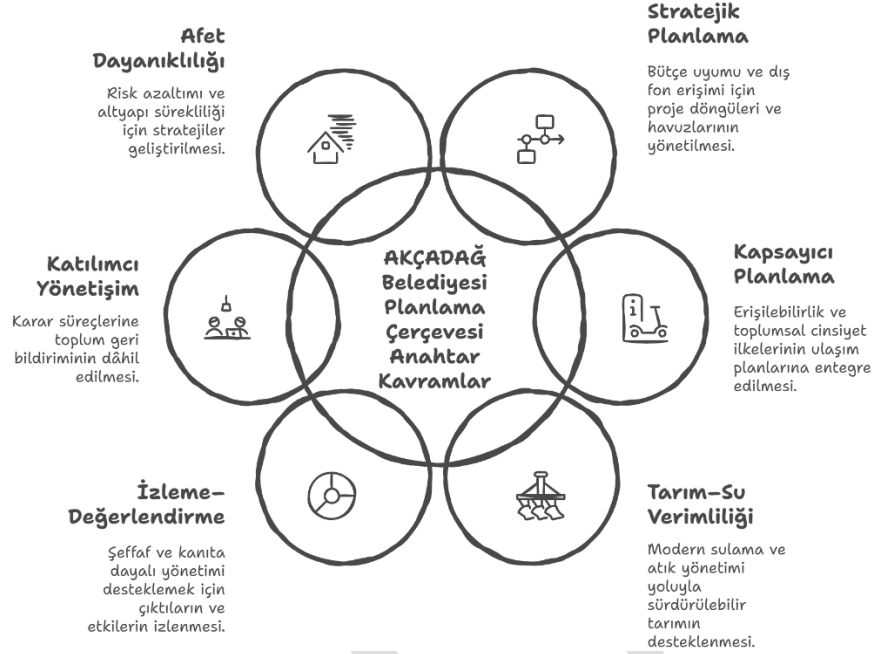 Afet
Dayanıklılığı
Risk azaltımı ve
altyapı sürekliliği
için stratejiler
geliştirilmesi.
Stratejik
Planlama
Bütçe uyumu ve dış
fon erişimi için
proje döngüleri ve
havuzlarının
yönetilmesi.
Katılımcı
Yönetişim
Karar süreçlerine
toplum geri
bildiriminin dâhil
edilmesi.
AKÇADAĞ
Belediyesi
Planlama
Çerçevesi
Anahtar
Kavramlar
Kapsayıcı
Planlama
Erişilebilirlik ve
toplumsal cinsiyet
ilkelerinin ulaşım
planlarına entegre
edilmesi.
İzleme-
Değerlendirme
Şeffaf ve kanıta
dayalı yönetimi
desteklemek için
çıktıların ve
etkilerin izlenmesi.
Tarım-Su
Verimliliği
Modern sulama ve
atık yönetimi
yoluyla
sürdürülebilir
tarımın
desteklenmesi.